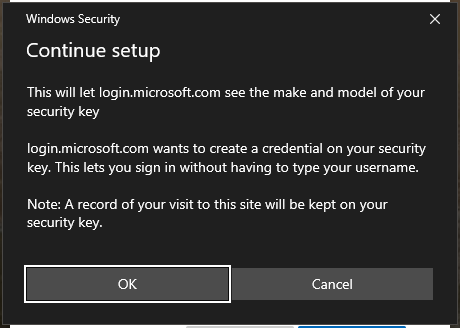 Windows Security
Continue setup
This will let login.microsoft.com see the make and model of your
security key
login.microsoft.com wants to create a credential on your security
key. This lets you sign in without having to type your username.
Note: A record of your visit to this site will be kept on your
security key.
OK
Cancel